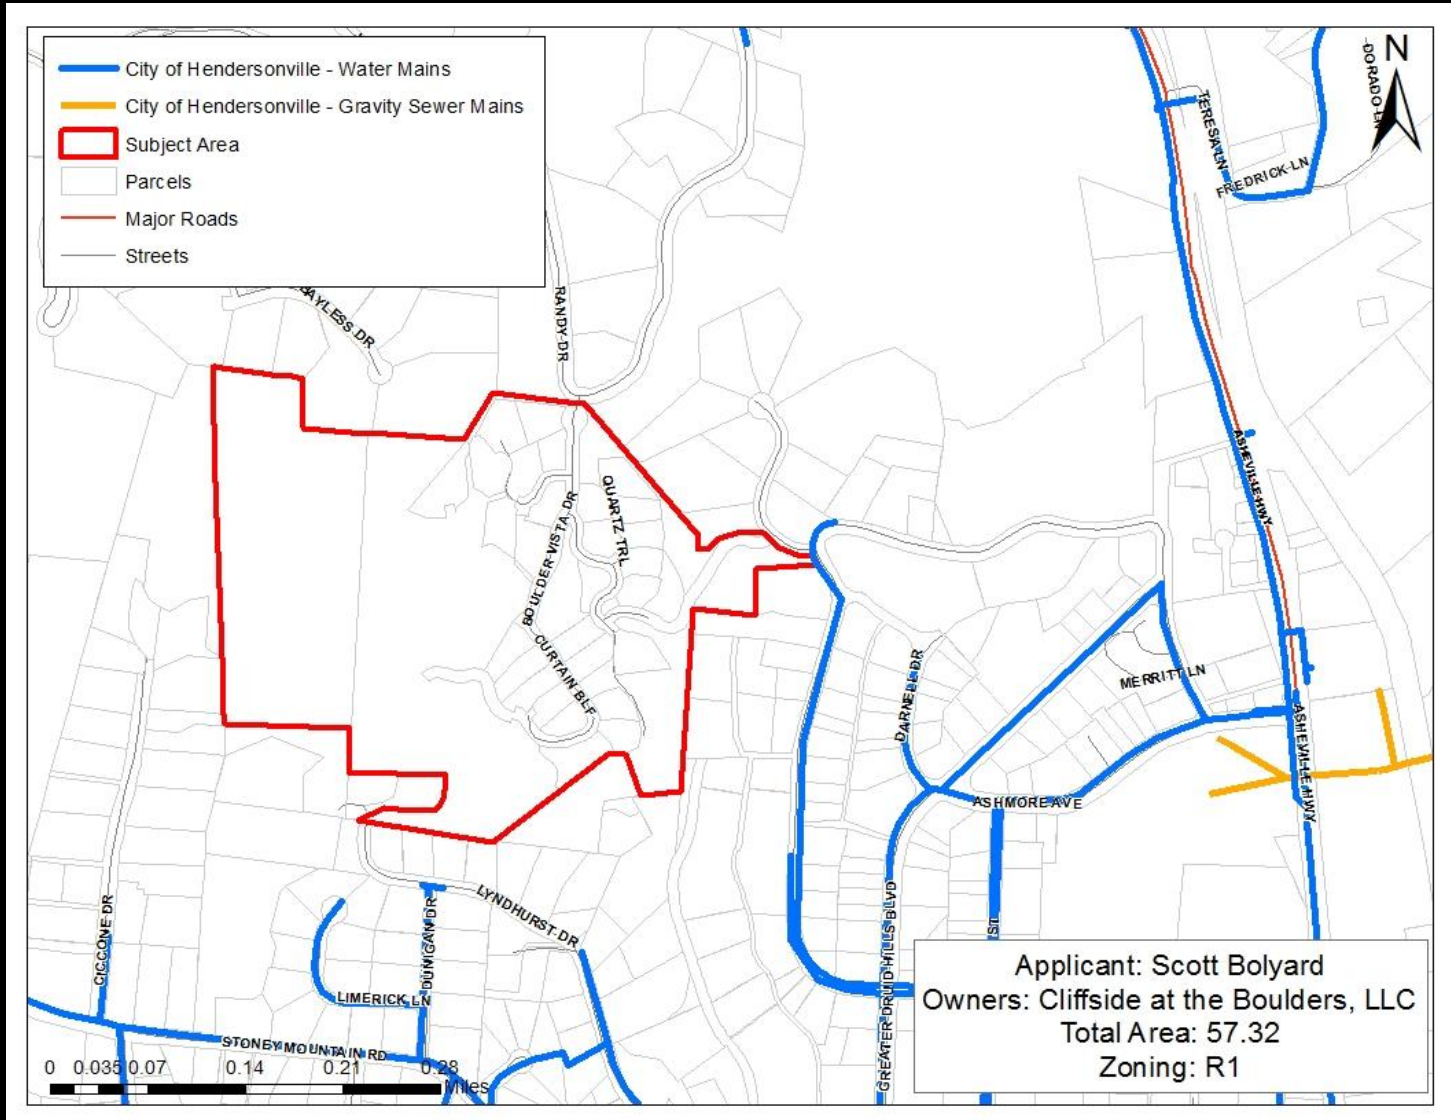 City of Hendersonville - Water Mains
City of Hendersonville - Gravity Sewer Mains
Subject Area
Parcels
Major Roads
Streets
N
DORADO LN
TERESA LN
FREDRICK LN
BAYLESS DR
RANDY DR
ASHEVILLE HWY
QUARTZ TRL
BOULDER VISTA DR
CURTAIN BLF
DARNELL DR
MERRITT LN
ASHEVILLE HWY
ASHMORE AVE
LYNDHURST DR
CICCONE DR
DUNIGAN DR
GREATER DRUID HILLS BLVD
ST
LIMERICK LN
STONEY MOUNTAIN RD
Applicant: Scott Bolyard
Owners: Cliffside at the Boulders, LLC
Total Area: 57.32
Zoning: R1
0 0.035 0.07 0.14 0.21 0.28
Miles